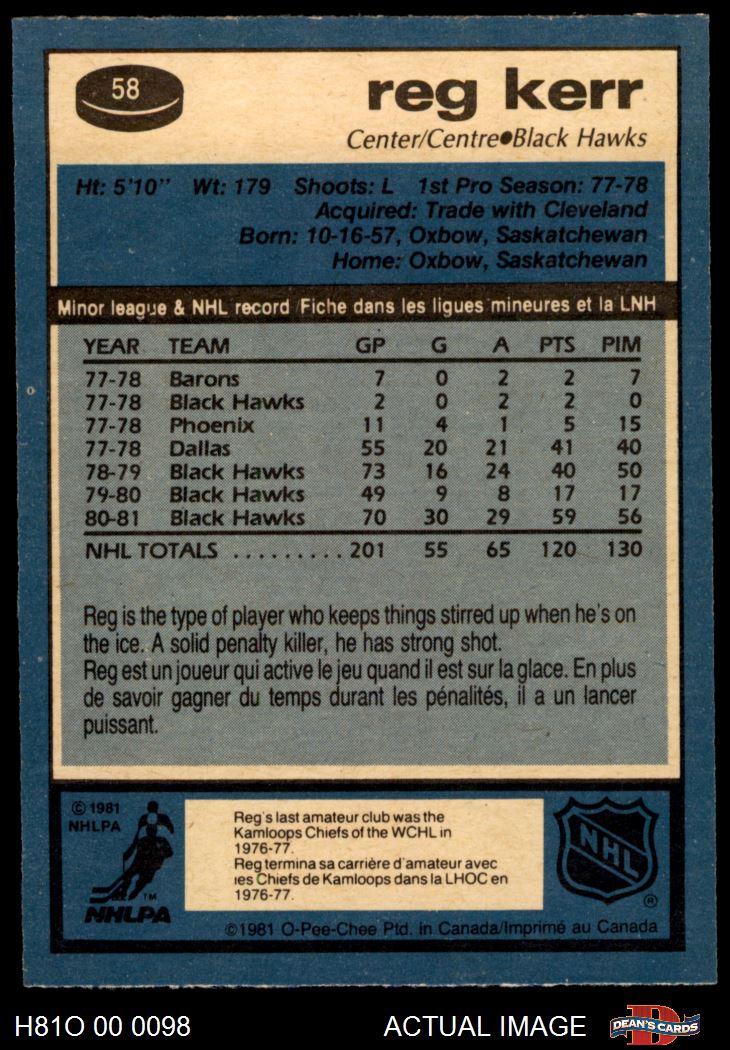 58
reg kerr
Center/Centre●Black Hawks
Ht: 5'10" Wt: 179 Shoots: L 1st Pro Season: 77-78
Acquired: Trade with Cleveland
Born: 10-16-57, Oxbow, Saskatchewan
Home: Oxbow, Saskatchewan
Minor league & NHL record/Fiche dans les ligues mineures et la LNH
YEAR TEAM GP G A PTS PIM
77-78 Barons 7 0 2 2 7
77-78 Black Hawks 2 0 2 2 0
77-78 Phoenix 11 4 1 5 15
77-78 Dallas 55 20 21 41 40
78-79 Black Hawks 73 16 24 40 50
79-80 Black Hawks 49 9 8 17 17
80-81 Black Hawks 70 30 29 59 56
NHL TOTALS .......... 201 55 65 120 130
Reg is the type of player who keeps things stirred up when he's on
the ice. A solid penalty killer, he has strong shot.
Reg est un joueur qui active le jeu quand il est sur la glace. En plus
de savoir gagner du temps durant les pénalités, il a un lancer
puissant.
© 1981
NHLPA
TM
NHLPA
Reg's last amateur club was the
Kamloops Chiefs of the WCHL in
1976-77.
Reg termina sa carrière d'amateur avec
les Chiefs de Kamloops dans la LHOC en
1976-77.
NHL
®
©1981 O-Pee-Chee Ptd. in Canada/Imprimé au Canada
H81O 00 0098 ACTUAL IMAGE
D
DEAN'S CARDS